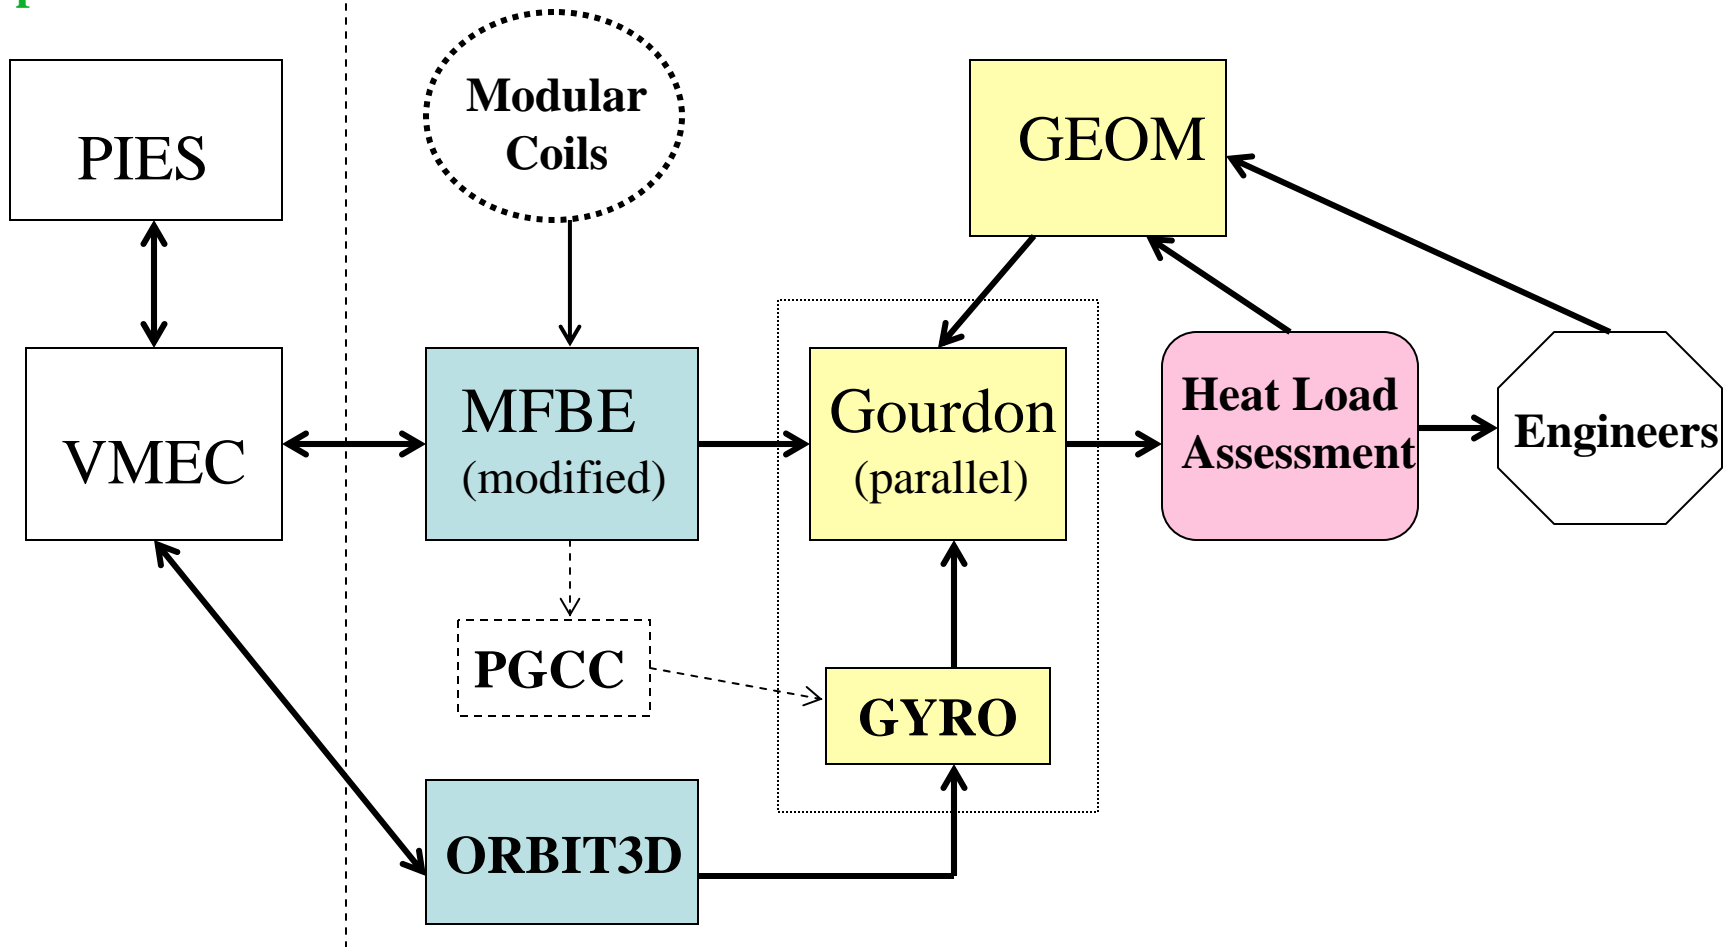 Modular
Coils
PIES
GEOM
MFBE
(modified)
VMEC
Gourdon
(parallel)
Heat Load
Assessment
Engineers
PGCC
GYRO
ORBIT3D